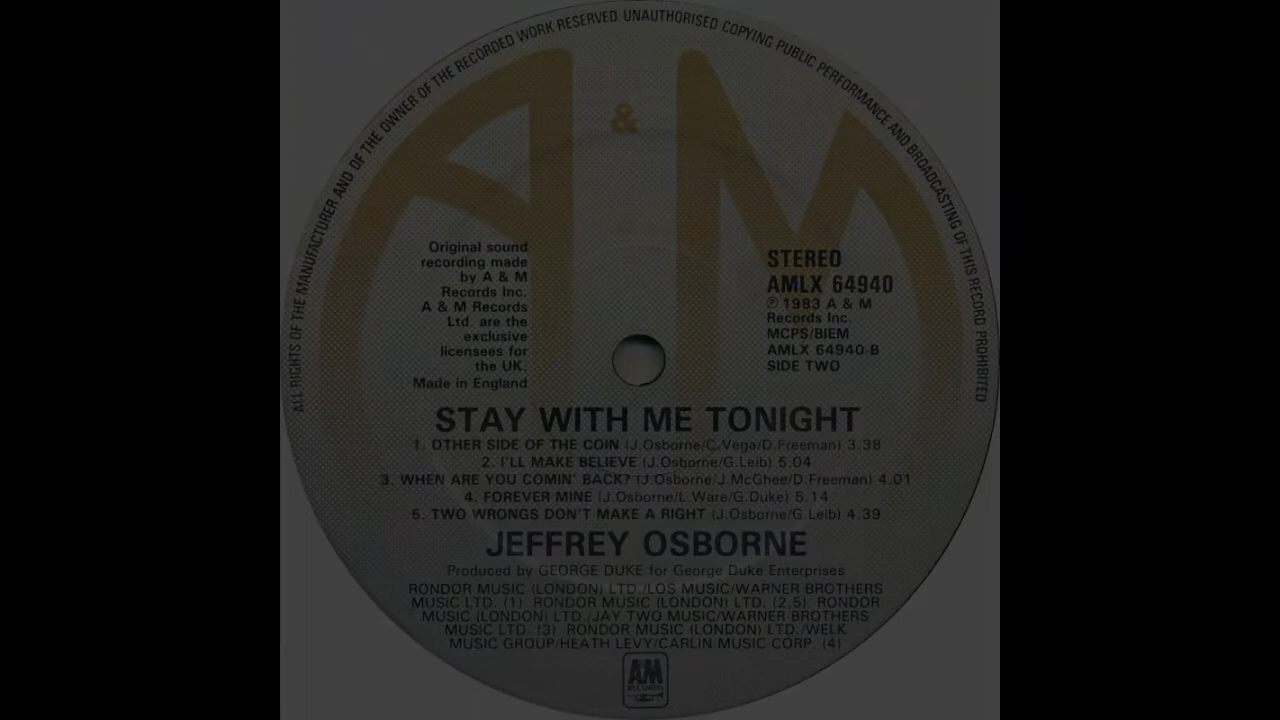 ALL RIGHTS OF THE MANUFACTURER AND OF THE OWNER OF THE RECORDED WORK RESERVED UNAUTHORISED COPYING PUBLIC PERFORMANCE AND BROADCASTING OF THIS RECORD PROHIBITED
A & M
Original sound
recording made
by A & M
Records Inc.
A & M Records
Ltd. are the
exclusive
licensees for
the UK.
Made in England
STEREO
AMLX 64940
℗ 1983 A & M
Records Inc.
MCPS/BIEM
AMLX 64940-B
SIDE TWO
STAY WITH ME TONIGHT
1. OTHER SIDE OF THE COIN (J.Osborne/C.Vega/D.Freeman) 3.38
2. I'LL MAKE BELIEVE (J.Osborne/G.Leib) 5.04
3. WHEN ARE YOU COMIN' BACK? (J.Osborne/J.McGhee/D.Freeman) 4.01
4. FOREVER MINE (J.Osborne/L.Ware/G.Duke) 5.14
5. TWO WRONGS DON'T MAKE A RIGHT (J.Osborne/G.Leib) 4.39
JEFFREY OSBORNE
Produced by GEORGE DUKE for George Duke Enterprises
RONDOR MUSIC (LONDON) LTD./LOS MUSIC/WARNER BROTHERS
MUSIC LTD. (1) RONDOR MUSIC (LONDON) LTD. (2,5) RONDOR
MUSIC (LONDON) LTD./JAY TWO MUSIC/WARNER BROTHERS
MUSIC LTD. (3) RONDOR MUSIC (LONDON) LTD./WELK
MUSIC GROUP/HEATH LEVY/CARLIN MUSIC CORP. (4)
AM
RECORDS